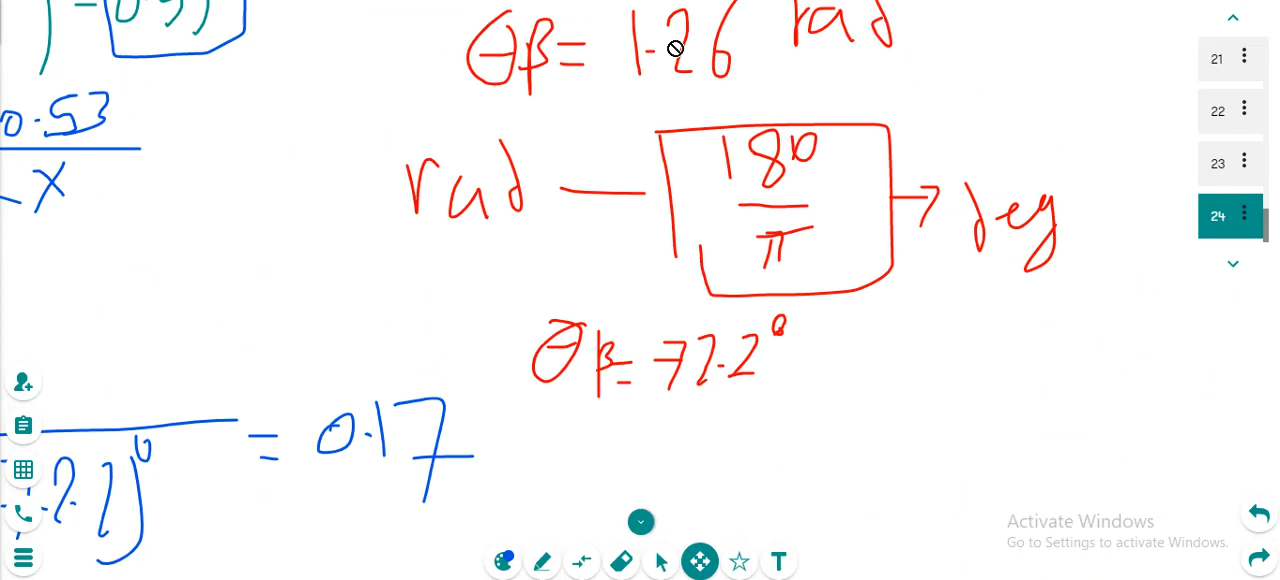 θβ = 1.26 rad
0.53
x
rad — 180/π → deg
θβ = 72.2°
= 0.17
21
22
23
24
T
Activate Windows
Go to Settings to activate Windows.